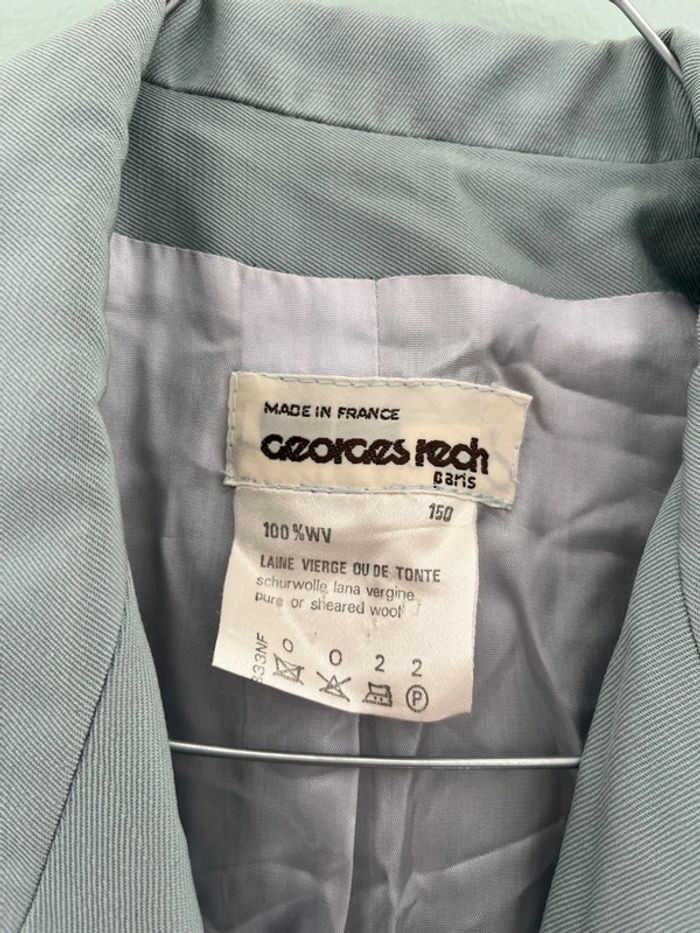 MADE IN FRANCE
GEORGES rech
paris
150
100%WV
LAINE VIERGE OU DE TONTE
schurwolle, lana vergine
pure or sheared wool
833NF
0 0 2 2
P